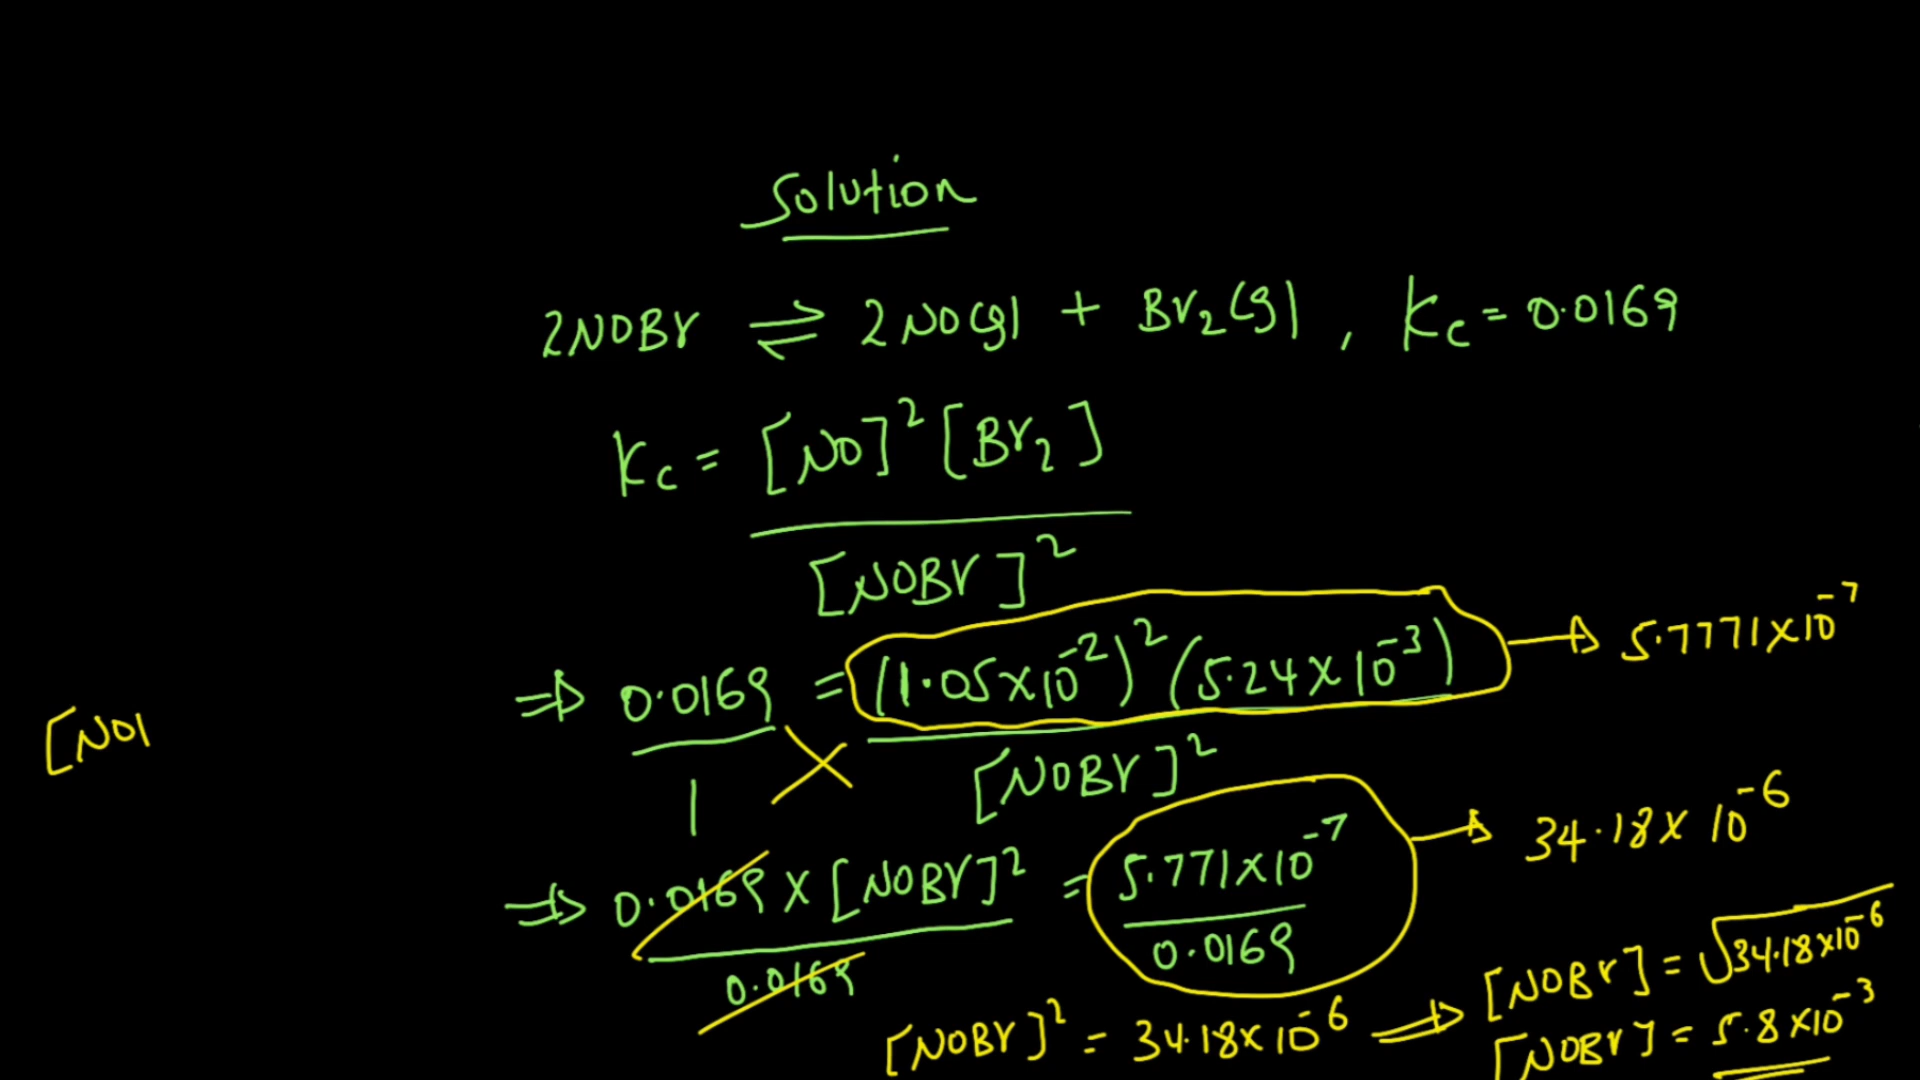 Solution
2NOBr ⇌ 2NO(g) + Br₂(g), Kc = 0.0169
Kc = [NO]²[Br₂]
[NOBr]²
⇒ 0.0169 = (1.05×10⁻²)²(5.24×10⁻³) → 5.7771×10⁻⁷
1 [NOBr]²
[NO
⇒ 0.0169 × [NOBr]² = 5.771×10⁻⁷ → 34.18×10⁻⁶
0.0169 0.0169
[NOBr]² = 34.18×10⁻⁶ ⇒ [NOBr] = √34.18×10⁻⁶
[NOBr] = 5.8×10⁻³